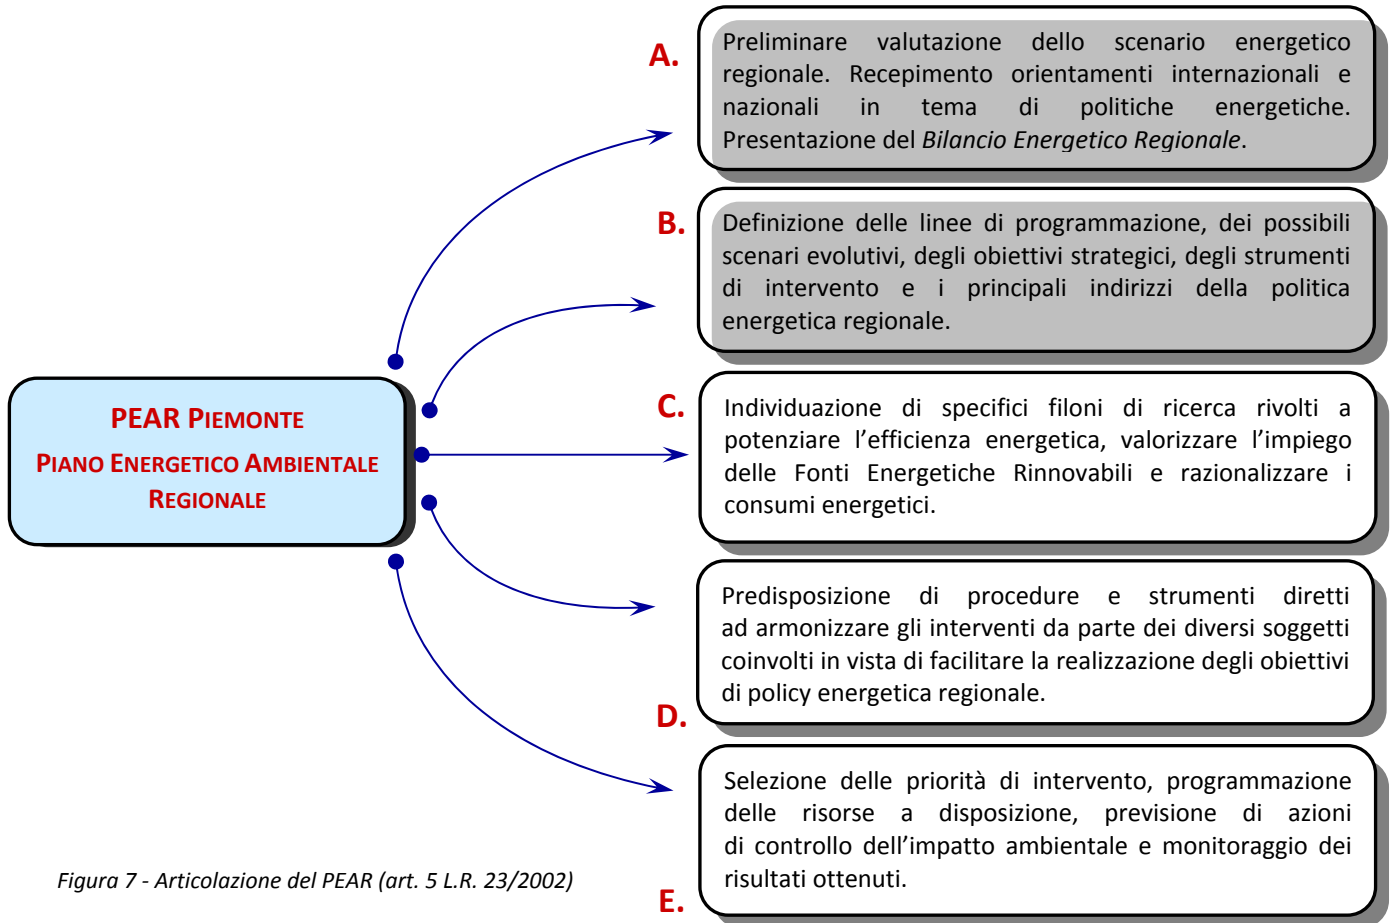 A.
Preliminare valutazione dello scenario energetico
regionale. Recepimento orientamenti internazionali e
nazionali in tema di politiche energetiche.
Presentazione del Bilancio Energetico Regionale.
B.
Definizione delle linee di programmazione, dei possibili
scenari evolutivi, degli obiettivi strategici, degli strumenti
di intervento e i principali indirizzi della politica
energetica regionale.
PEAR PIEMONTE
PIANO ENERGETICO AMBIENTALE
REGIONALE
C.
Individuazione di specifici filoni di ricerca rivolti a
potenziare l’efficienza energetica, valorizzare l’impiego
delle Fonti Energetiche Rinnovabili e razionalizzare i
consumi energetici.
Predisposizione di procedure e strumenti diretti
ad armonizzare gli interventi da parte dei diversi soggetti
coinvolti in vista di facilitare la realizzazione degli obiettivi
di policy energetica regionale.
D.
Selezione delle priorità di intervento, programmazione
delle risorse a disposizione, previsione di azioni
di controllo dell’impatto ambientale e monitoraggio dei
risultati ottenuti.
E.
Figura 7 - Articolazione del PEAR (art. 5 L.R. 23/2002)